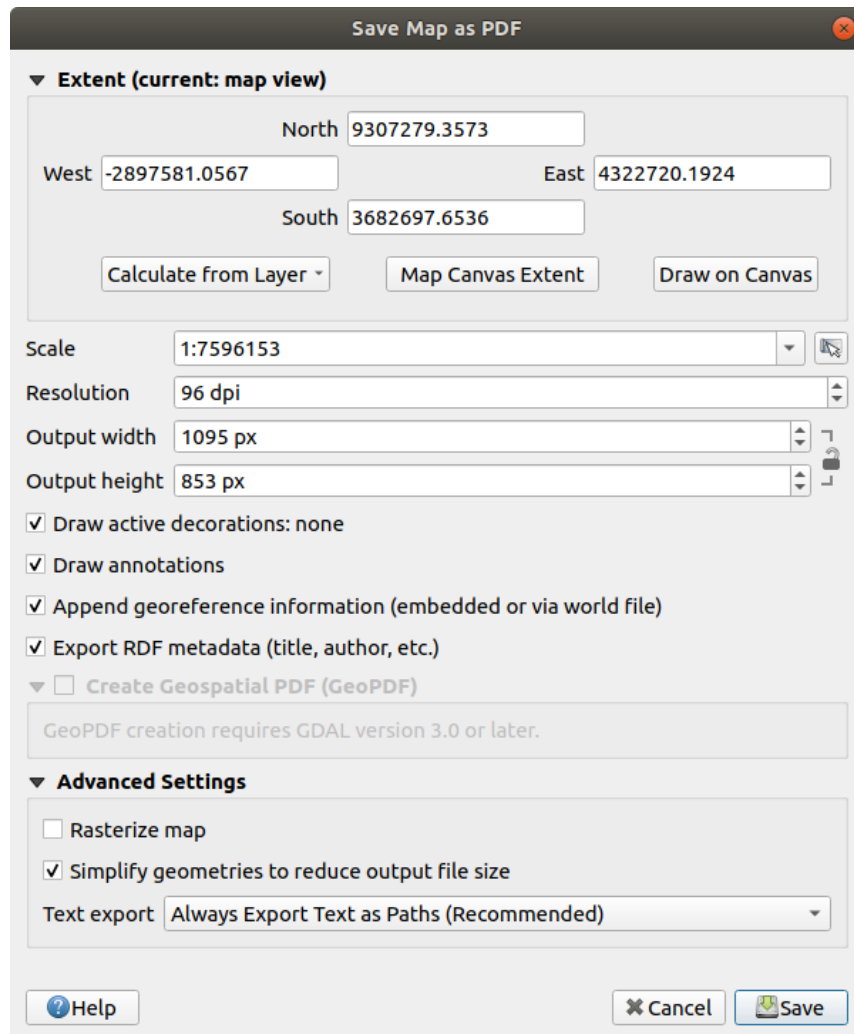 Save Map as PDF
Extent (current: map view)
North 9307279.3573
West -2897581.0567 East 4322720.1924
South 3682697.6536
Calculate from Layer Map Canvas Extent Draw on Canvas
Scale 1:7596153
Resolution 96 dpi
Output width 1095 px
Output height 853 px
Draw active decorations: none
Draw annotations
Append georeference information (embedded or via world file)
Export RDF metadata (title, author, etc.)
Create Geospatial PDF (GeoPDF)
GeoPDF creation requires GDAL version 3.0 or later.
Advanced Settings
Rasterize map
Simplify geometries to reduce output file size
Text export Always Export Text as Paths (Recommended)
Help Cancel Save